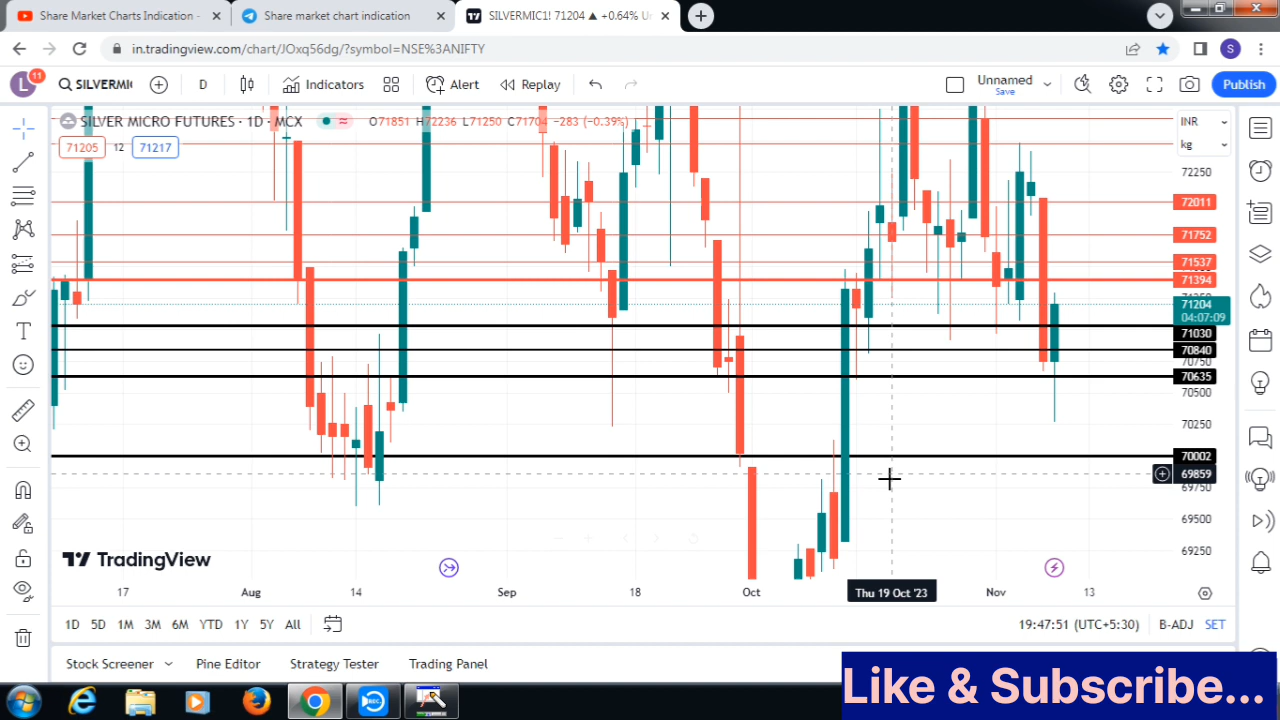 Share Market Charts Indication -
Share market chart indication
SILVERMIC1! 71204 ▲ +0.64% Un
in.tradingview.com/chart/JOxq56dg/?symbol=NSE%3ANIFTY
S
L
11
SILVERMI
D
Indicators
Alert
Replay
Unnamed
Save
Publish
SILVER MICRO FUTURES · 1D · MCX
O71851 H72236 L71250 C71704 -283 (-0.39%)
INR
kg
71205
12
71217
72250
72011
71752
71537
71394
71204
04:07:09
71030
70840
70750
70635
70500
70250
70002
69859
69750
69500
69250
TradingView
17
Aug
14
Sep
18
Oct
Thu 19 Oct '23
Nov
13
1D 5D 1M 3M 6M YTD 1Y 5Y All
19:47:51 (UTC+5:30)
B-ADJ
SET
Stock Screener
Pine Editor
Strategy Tester
Trading Panel
REC
Like & Subscribe...